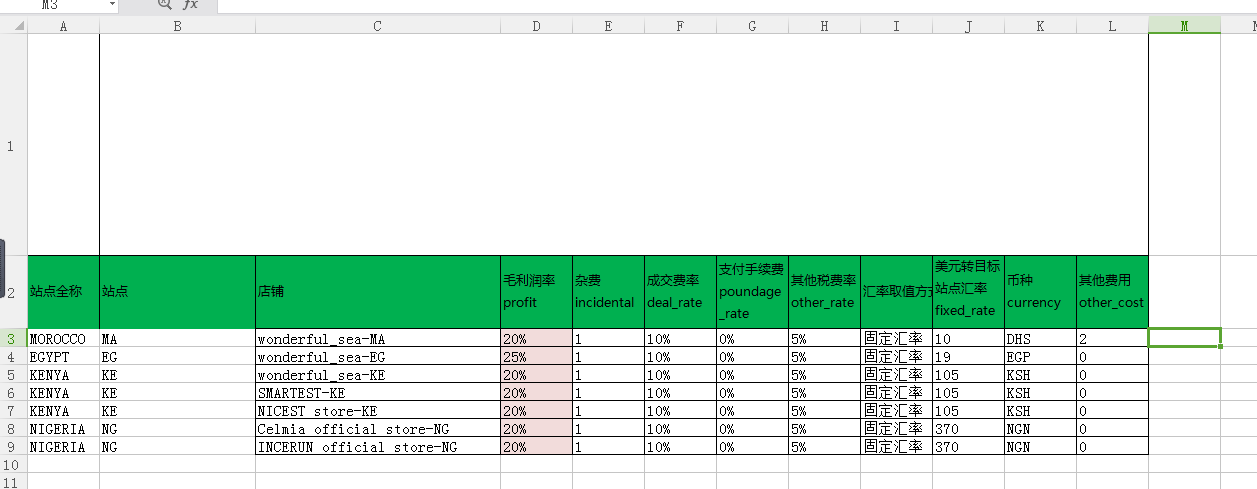 M3 fx
A B C D E F G H I J K L M
1
2 站点全称 站点 店铺 毛利润率 profit 杂费 incidental 成交费率 deal_rate 支付手续费 poundage _rate 其他税费率 other_rate 汇率取值方式 美元转目标 站点汇率 fixed_rate 币种 currency 其他费用 other_cost
3 MOROCCO MA wonderful_sea-MA 20% 1 10% 0% 5% 固定汇率 10 DHS 2
4 EGYPT EG wonderful_sea-EG 25% 1 10% 0% 5% 固定汇率 19 EGP 0
5 KENYA KE wonderful_sea-KE 20% 1 10% 0% 5% 固定汇率 105 KSH 0
6 KENYA KE SMARTEST-KE 20% 1 10% 0% 5% 固定汇率 105 KSH 0
7 KENYA KE NICEST store-KE 20% 1 10% 0% 5% 固定汇率 105 KSH 0
8 NIGERIA NG Celmia official store-NG 20% 1 10% 0% 5% 固定汇率 370 NGN 0
9 NIGERIA NG INCERUN official store-NG 20% 1 10% 0% 5% 固定汇率 370 NGN 0
10
11